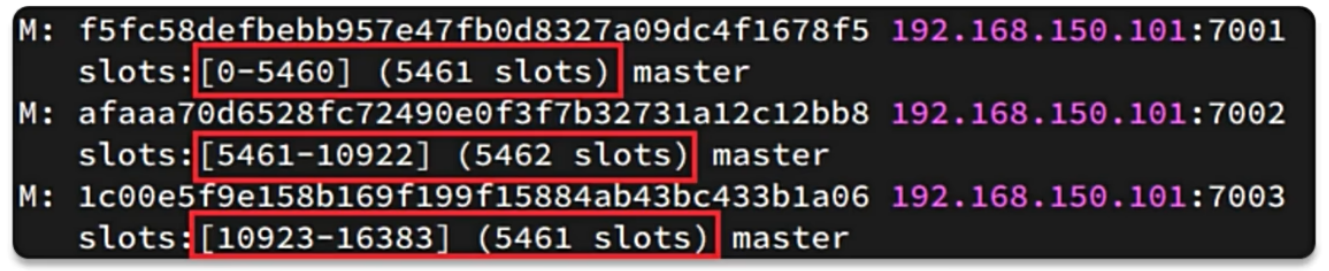 M: f5fc58defbebb957e47fb0d8327a09dc4f1678f5 192.168.150.101:7001
slots:[0-5460] (5461 slots) master
M: afaaa70d6528fc72490e0f3f7b32731a12c12bb8 192.168.150.101:7002
slots:[5461-10922] (5462 slots) master
M: 1c00e5f9e158b169f199f15884ab43bc433b1a06 192.168.150.101:7003
slots:[10923-16383] (5461 slots) master